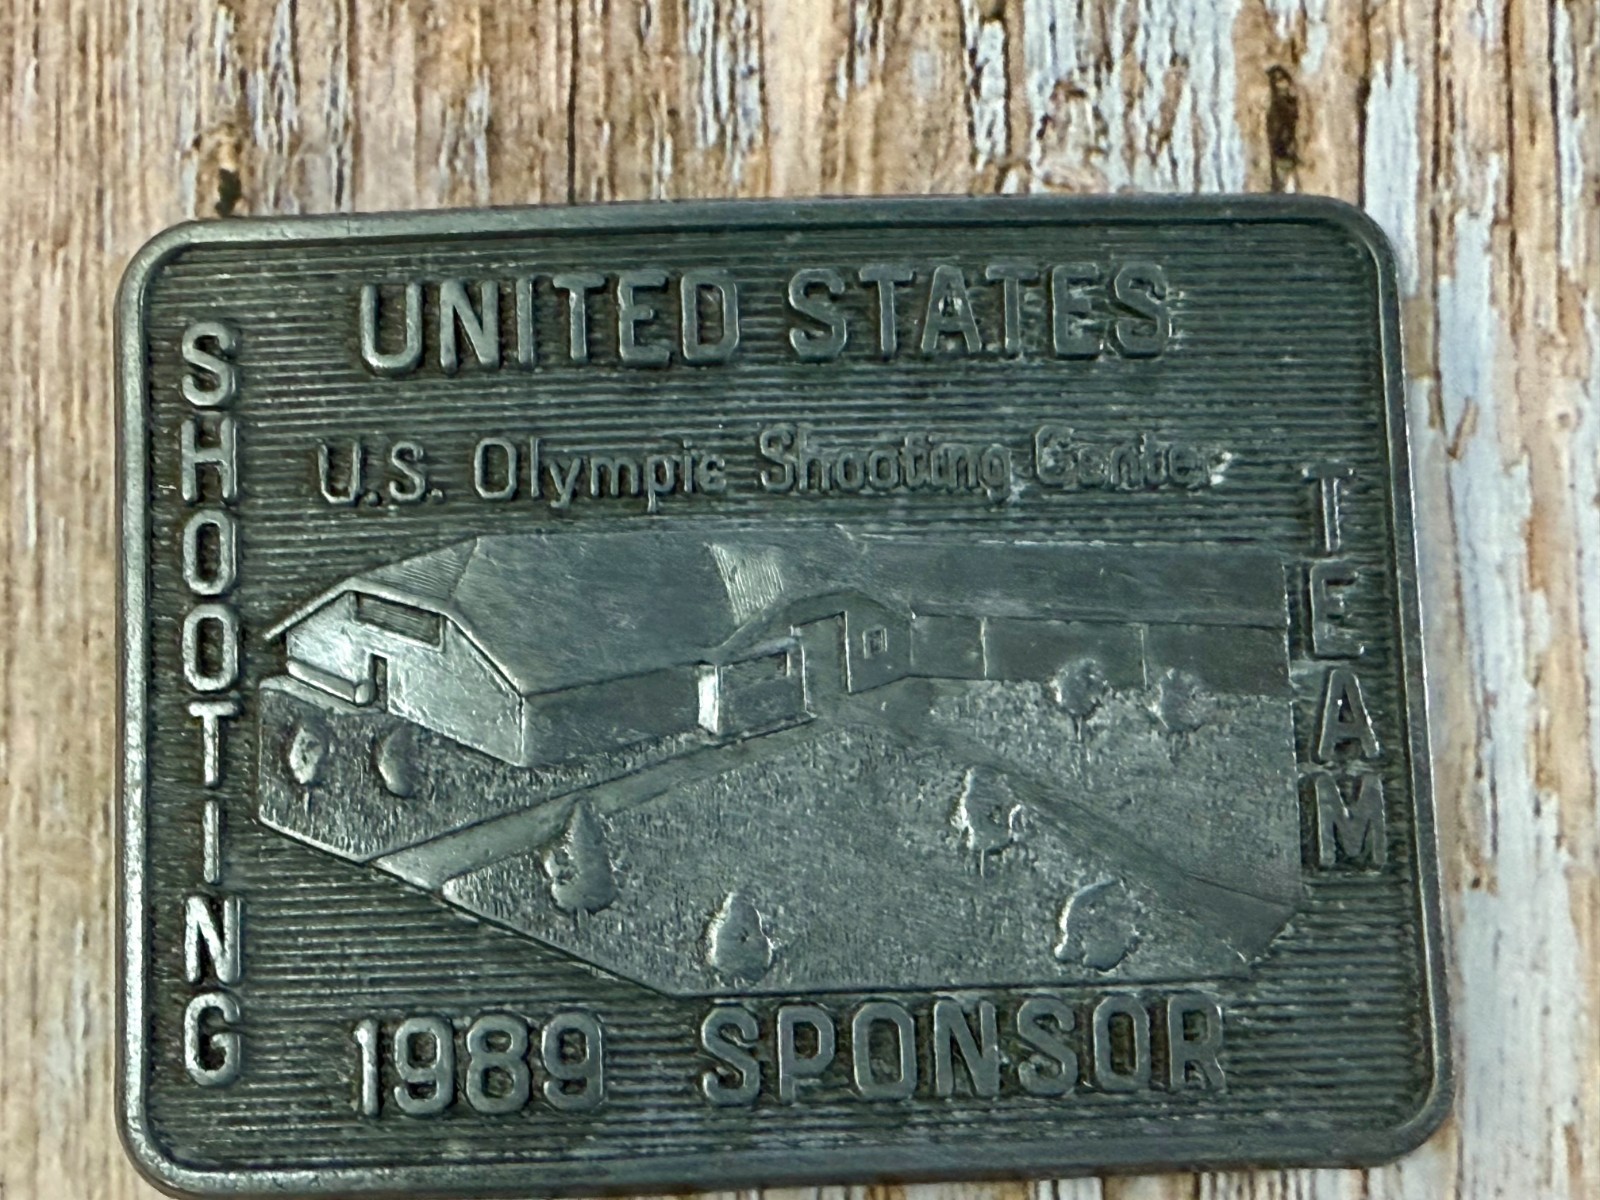 UNITED STATES
SHOOTING
U.S. Olympic Shooting Center
TEAM
1989 SPONSOR